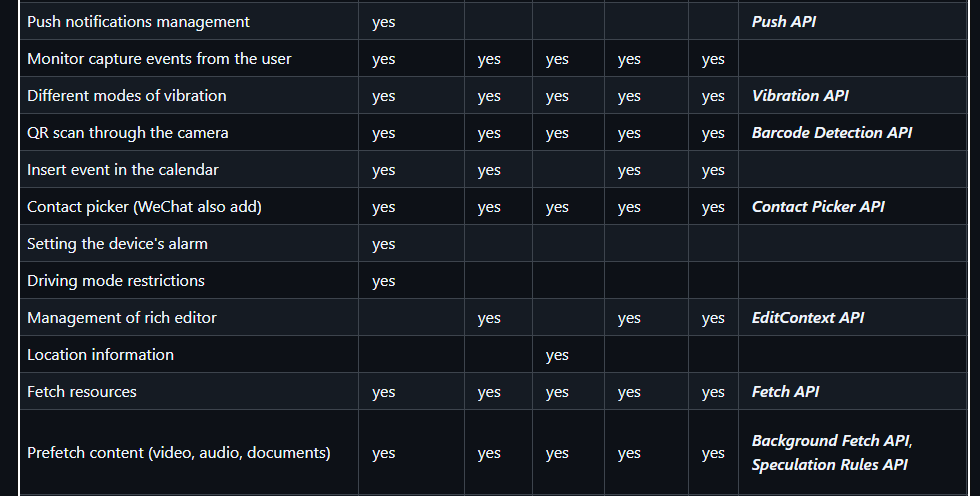 Push notifications management yes Push API
Monitor capture events from the user yes yes yes yes yes
Different modes of vibration yes yes yes yes yes Vibration API
QR scan through the camera yes yes yes yes yes Barcode Detection API
Insert event in the calendar yes yes yes yes
Contact picker (WeChat also add) yes yes yes yes yes Contact Picker API
Setting the device's alarm yes
Driving mode restrictions yes
Management of rich editor yes yes yes EditContext API
Location information yes
Fetch resources yes yes yes yes yes Fetch API
Prefetch content (video, audio, documents) yes yes yes yes yes Background Fetch API,
Speculation Rules API